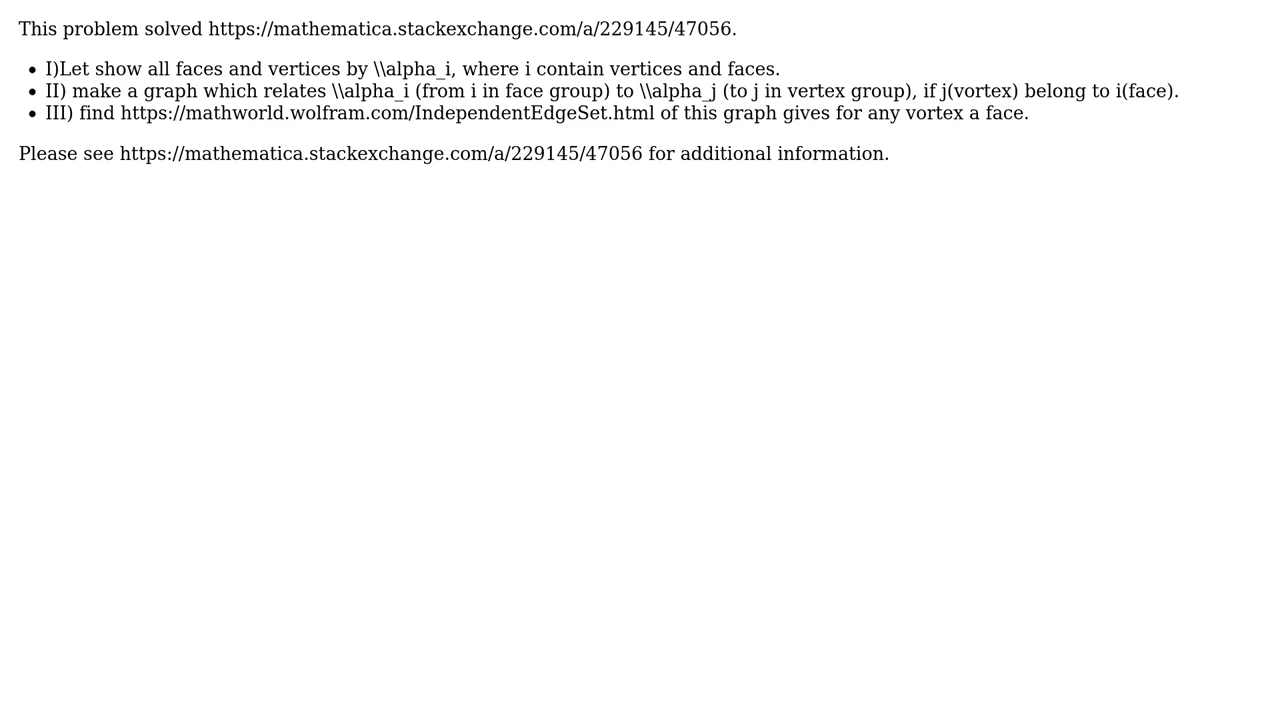 This problem solved https://mathematica.stackexchange.com/a/229145/47056.
• I)Let show all faces and vertices by \\alpha_i, where i contain vertices and faces.
• II) make a graph which relates \\alpha_i (from i in face group) to \\alpha_j (to j in vertex group), if j(vortex) belong to i(face).
• III) find https://mathworld.wolfram.com/IndependentEdgeSet.html of this graph gives for any vortex a face.
Please see https://mathematica.stackexchange.com/a/229145/47056 for additional information.